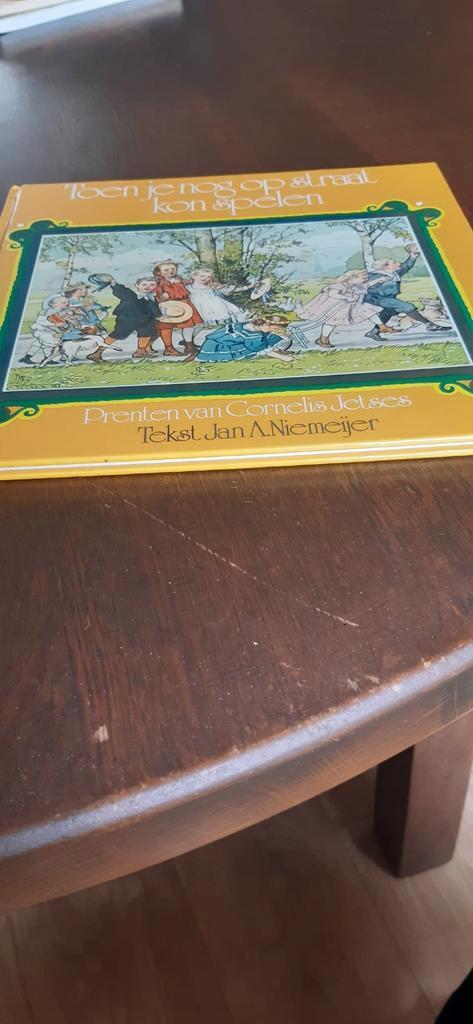 Toen je nog op straat
kon spelen
Prenten van Cornelis Jetses
Tekst Jan A.Niemeijer